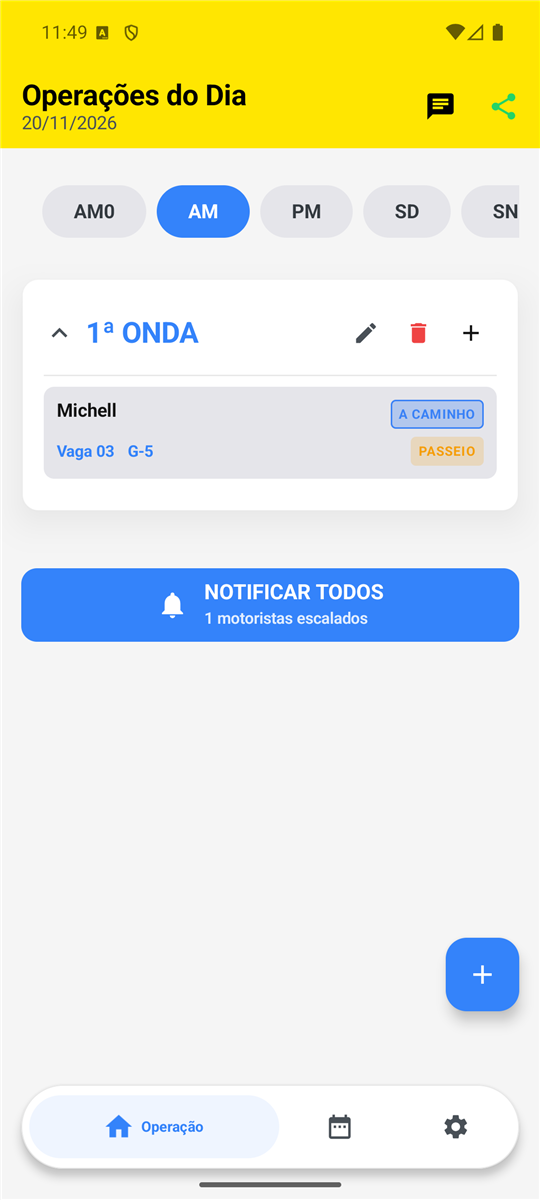 11:49
Operações do Dia
20/11/2026
AM0 AM PM SD SN
1ª ONDA
Michell A CAMINHO
Vaga 03 G-5 PASSEIO
NOTIFICAR TODOS
1 motoristas escalados
Operação